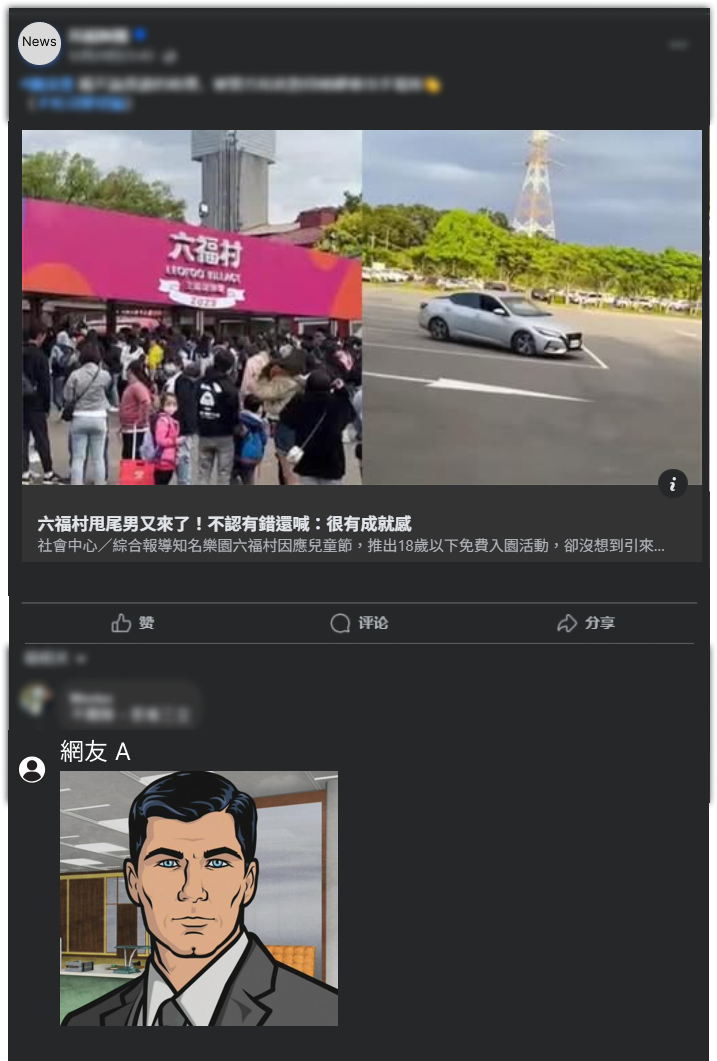 News
六福村
LEOFOO VILLAGE
2023
六福村甩尾男又來了！不認有錯還喊：很有成就感
社會中心／綜合報導知名樂園六福村因應兒童節，推出18歲以下免費入園活動，卻沒想到引來...
赞
评论
分享
網友 A